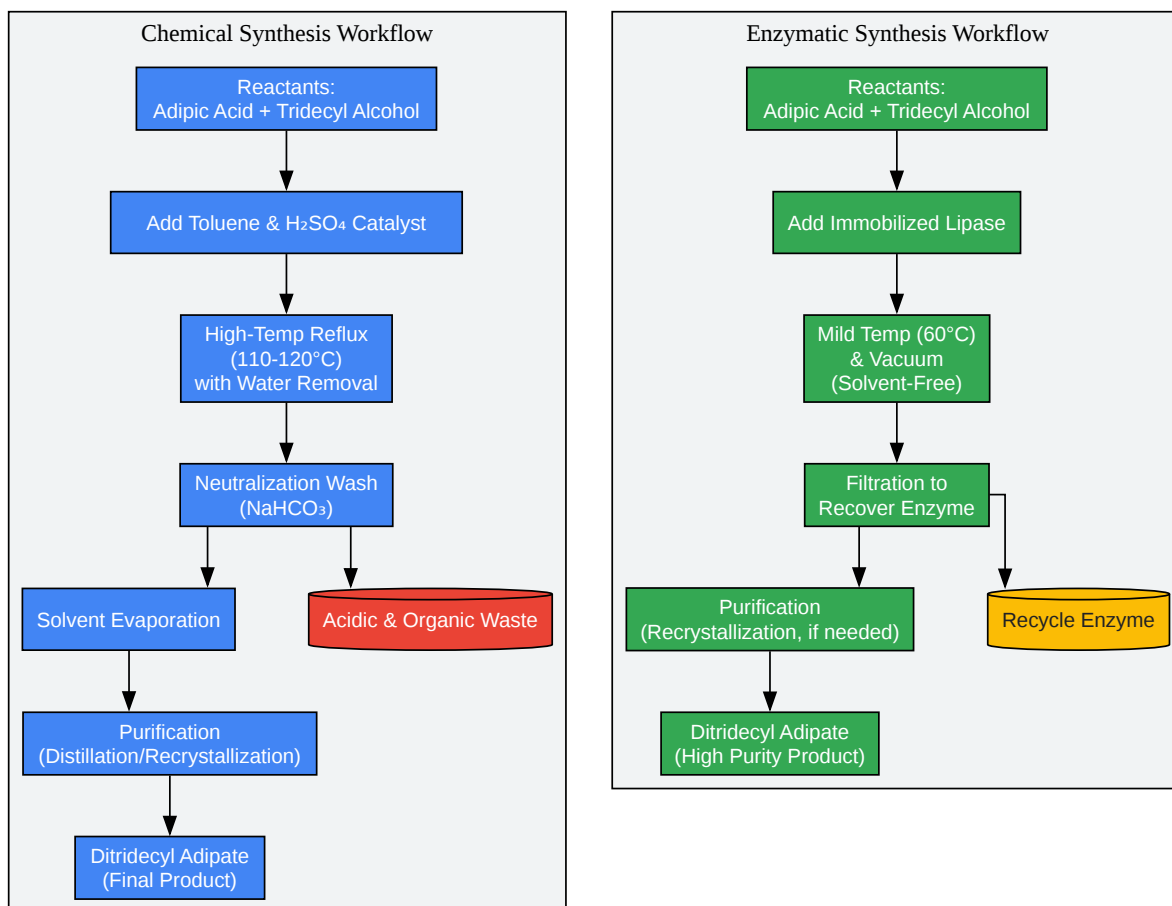 Chemical Synthesis Workflow
Reactants:
Adipic Acid + Tridecyl Alcohol
Add Toluene & H₂SO₄ Catalyst
High-Temp Reflux
(110-120°C)
with Water Removal
Neutralization Wash
(NaHCO₃)
Solvent Evaporation
Acidic & Organic Waste
Purification
(Distillation/Recrystallization)
Ditridecyl Adipate
(Final Product)
Enzymatic Synthesis Workflow
Reactants:
Adipic Acid + Tridecyl Alcohol
Add Immobilized Lipase
Mild Temp (60°C)
& Vacuum
(Solvent-Free)
Filtration to
Recover Enzyme
Purification
(Recrystallization, if needed)
Recycle Enzyme
Ditridecyl Adipate
(High Purity Product)